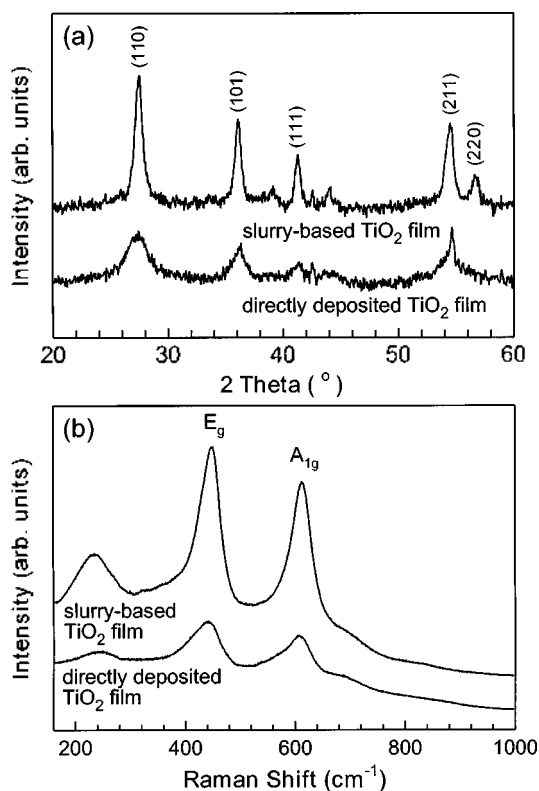 (a)
(110)
(101)
(111)
(211)
(220)
Intensity (arb. units)
slurry-based TiO₂ film
directly deposited TiO₂ film
20 30 40 50 60
2 Theta ( ° )
(b)
E_g
A_1g
Intensity (arb. units)
slurry-based
TiO₂ film
directly deposited
TiO₂ film
200 400 600 800 1000
Raman Shift (cm⁻¹)